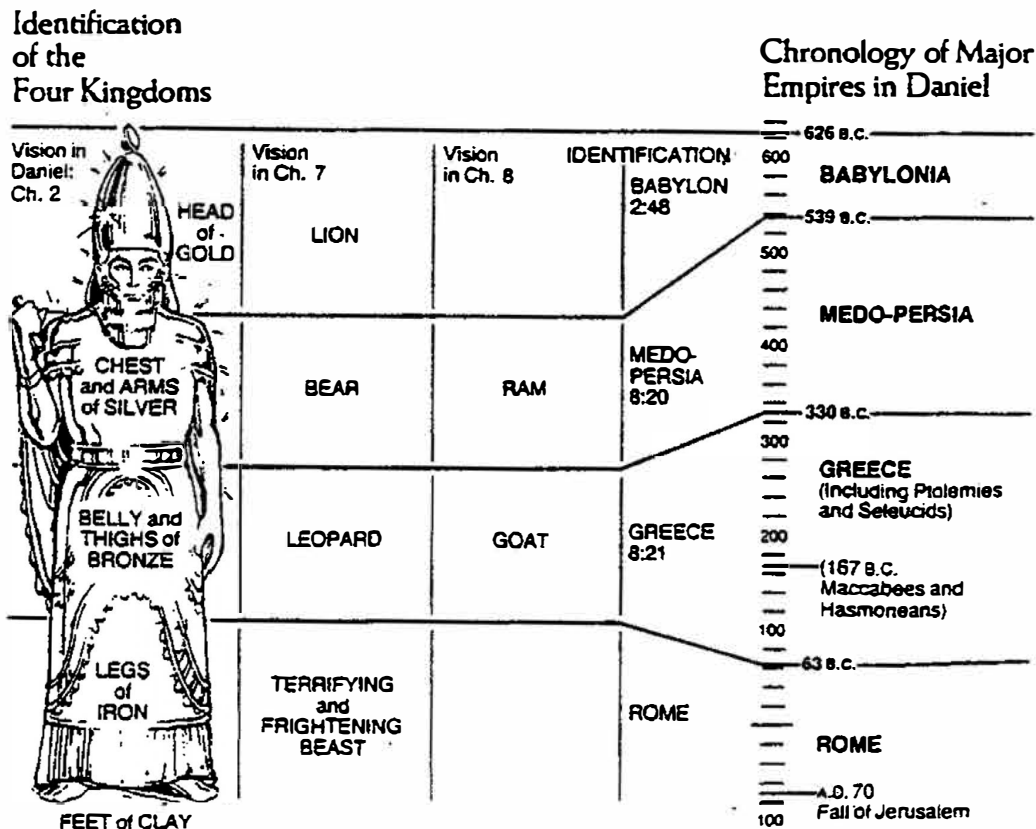 Identification
of the
Four Kingdoms
Chronology of Major
Empires in Daniel
Vision in
Daniel:
Ch. 2
Vision
in Ch. 7
Vision
in Ch. 8
IDENTIFICATION
HEAD
of
GOLD
LION
BABYLON
2:48
CHEST
and ARMS
of SILVER
BEAR
RAM
MEDO-
PERSIA
8:20
BELLY and
THIGHS of
BRONZE
LEOPARD
GOAT
GREECE
8:21
LEGS
of
IRON
TERRIFYING
and
FRIGHTENING
BEAST
ROME
FEET of CLAY
626 B.C.
600
BABYLONIA
539 B.C.
500
MEDO-PERSIA
400
330 B.C.
300
GREECE
(Including Ptolemies
and Seleucids)
200
(167 B.C.
Maccabees and
Hasmoneans)
100
63 B.C.
ROME
A.D. 70
Fall of Jerusalem
100